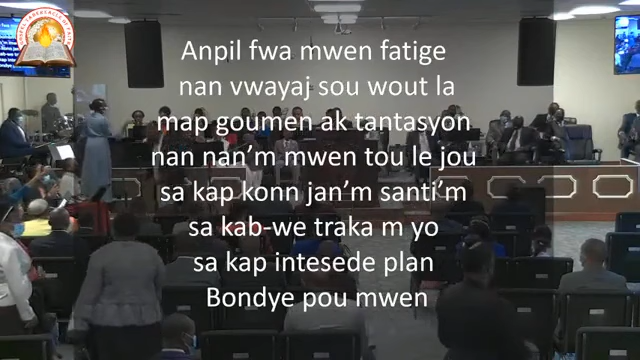 Anpil fwa mwen fatige
nan vwayaj sou wout la
map goumen ak tantasyon
nan nan’m mwen tou le jou
sa kap konn jan’m santi’m
sa kab-we traka m yo
sa kap intesede plan
Bondye pou mwen